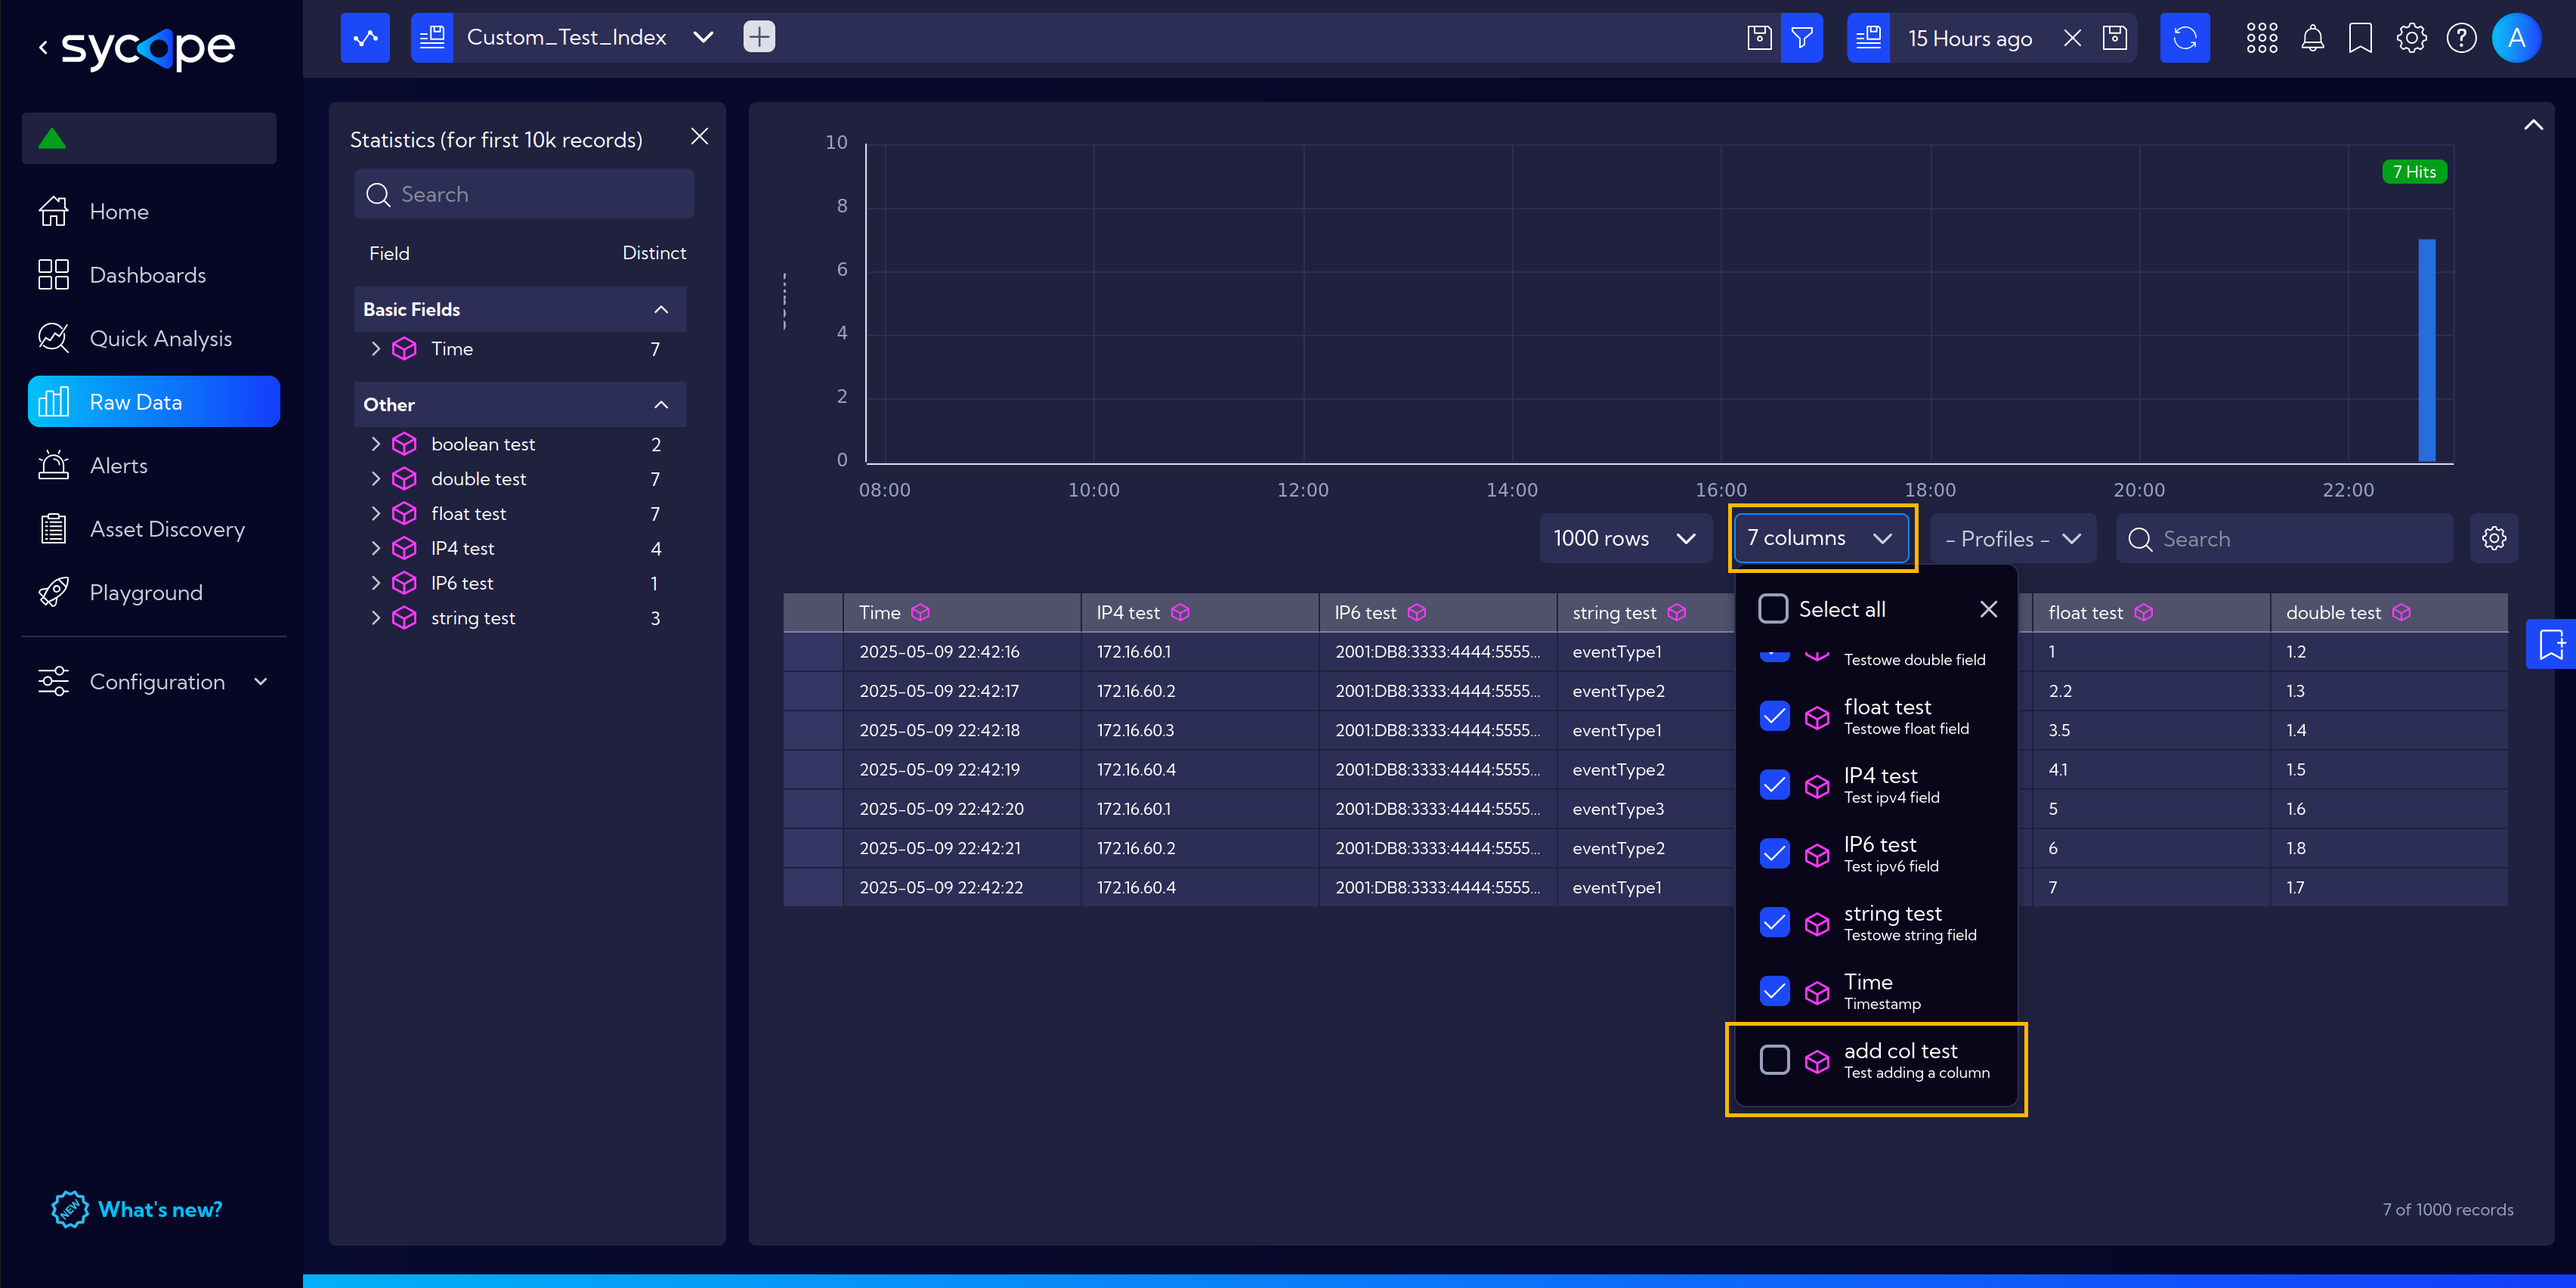 sycope
Custom_Test_Index
15 Hours ago
A
Home
Dashboards
Quick Analysis
Raw Data
Alerts
Asset Discovery
Playground
Configuration
NEW
What's new?
Statistics (for first 10k records)
Search
Field Distinct
Basic Fields
Time 7
Other
boolean test 2
double test 7
float test 7
IP4 test 4
IP6 test 1
string test 3
10
8
6
4
2
0
7 Hits
08:00 10:00 12:00 14:00 16:00 18:00 20:00 22:00
1000 rows 7 columns - Profiles - Search
Time IP4 test IP6 test string test float test double test
2025-05-09 22:42:16 172.16.60.1 2001:DB8:3333:4444:5555... eventType1 1 1.2
2025-05-09 22:42:17 172.16.60.2 2001:DB8:3333:4444:5555... eventType2 2.2 1.3
2025-05-09 22:42:18 172.16.60.3 2001:DB8:3333:4444:5555... eventType1 3.5 1.4
2025-05-09 22:42:19 172.16.60.4 2001:DB8:3333:4444:5555... eventType2 4.1 1.5
2025-05-09 22:42:20 172.16.60.1 2001:DB8:3333:4444:5555... eventType3 5 1.6
2025-05-09 22:42:21 172.16.60.2 2001:DB8:3333:4444:5555... eventType2 6 1.8
2025-05-09 22:42:22 172.16.60.4 2001:DB8:3333:4444:5555... eventType1 7 1.7
Select all
Testowe double field
float test
Testowe float field
IP4 test
Test ipv4 field
IP6 test
Test ipv6 field
string test
Testowe string field
Time
Timestamp
add col test
Test adding a column
7 of 1000 records